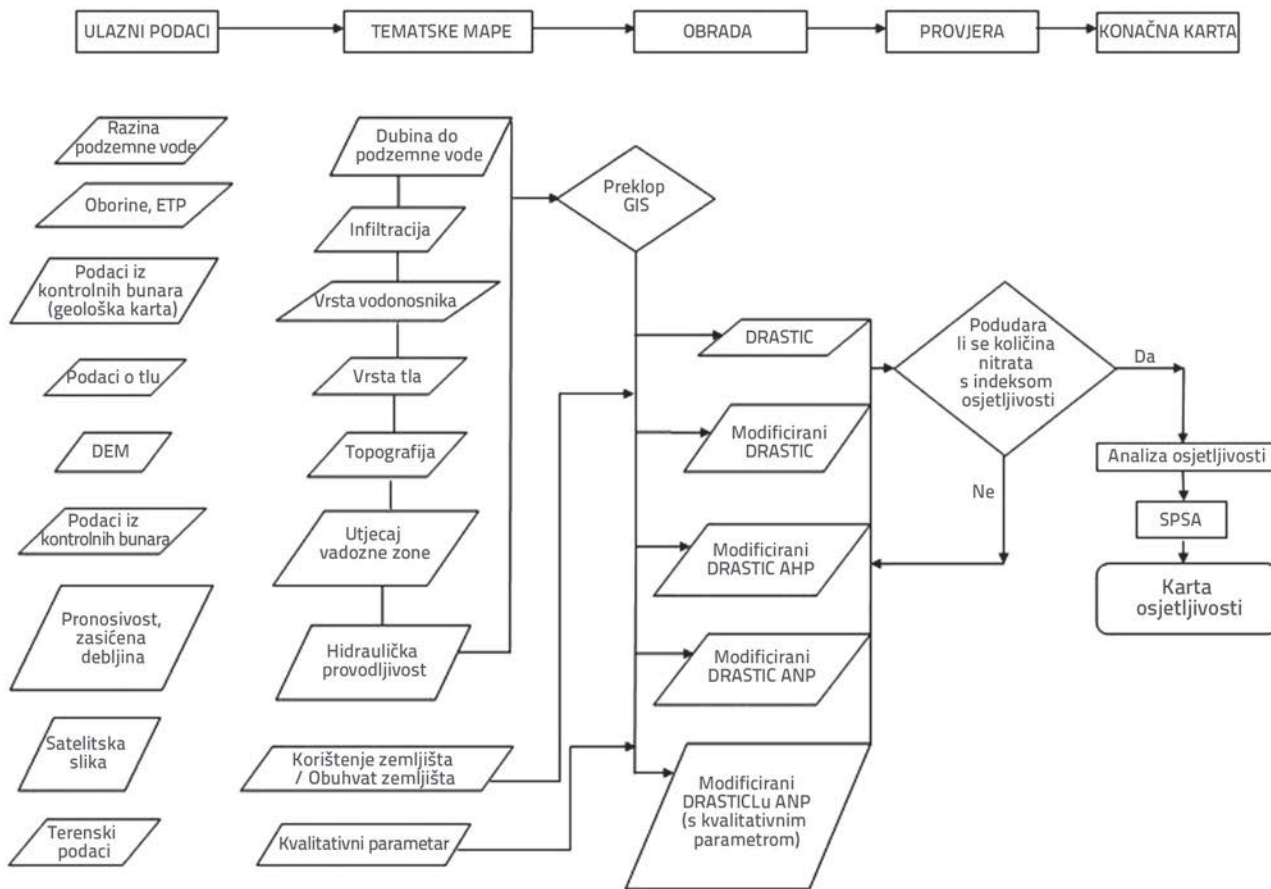 ULAZNI PODACI
TEMATSKE MAPE
OBRADA
PROVJERA
KONAČNA KARTA
Razina
podzemne vode
Oborine, ETP
Podaci iz
kontrolnih bunara
(geološka karta)
Podaci o tlu
DEM
Podaci iz
kontrolnih bunara
Pronosivost,
zasićena
debljina
Satelitska
slika
Terenski
podaci
Dubina do
podzemne vode
Infiltracija
Vrsta vodonosnika
Vrsta tla
Topografija
Utjecaj
vadozne zone
Hidraulička
provodljivost
Korištenje zemljišta
/ Obuhvat zemljišta
Kvalitativni parametar
Preklop
GIS
DRASTIC
Modificirani
DRASTIC
Modificirani
DRASTIC AHP
Modificirani
DRASTIC ANP
Modificirani
DRASTICLu ANP
(s kvalitativnim
parametrom)
Podudara
li se količina
nitrata
s indeksom
osjetljivosti
Da
Ne
Analiza osjetljivosti
SPSA
Karta
osjetljivosti